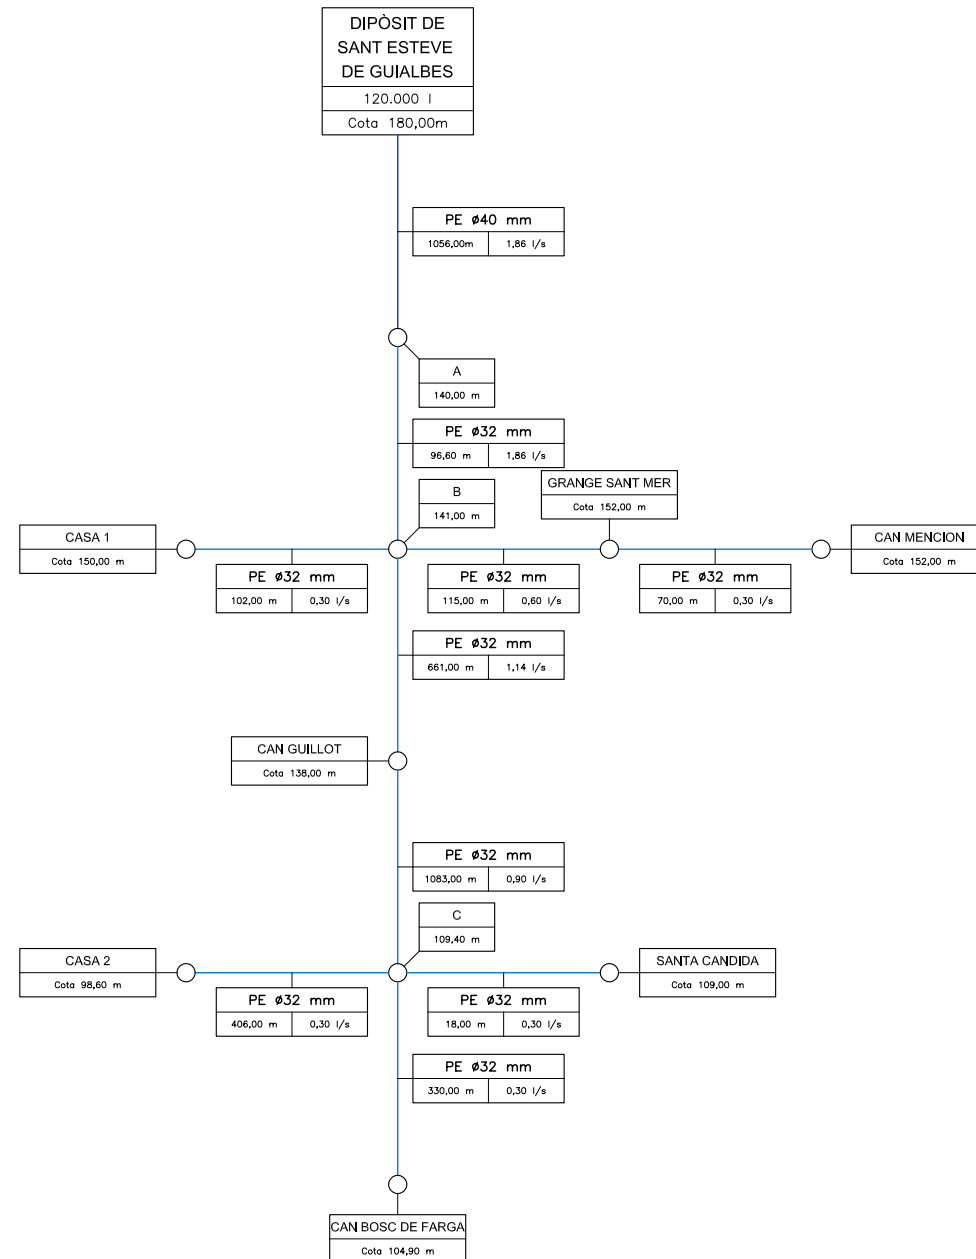 DIPÒSIT DE
SANT ESTEVE
DE GUIALBES
120.000 l
Cota 180,00m
PE ø40 mm
1056,00m 1,86 l/s
A
140,00 m
PE ø32 mm
96,60 m 1,86 l/s
GRANGE SANT MER
Cota 152,00 m
B
141,00 m
CASA 1
Cota 150,00 m
CAN MENCION
Cota 152,00 m
PE ø32 mm
102,00 m 0,30 l/s
PE ø32 mm
115,00 m 0,60 l/s
PE ø32 mm
70,00 m 0,30 l/s
PE ø32 mm
661,00 m 1,14 l/s
CAN GUILLOT
Cota 138,00 m
PE ø32 mm
1083,00 m 0,90 l/s
C
109,40 m
CASA 2
Cota 98,60 m
SANTA CANDIDA
Cota 109,00 m
PE ø32 mm
406,00 m 0,30 l/s
PE ø32 mm
18,00 m 0,30 l/s
PE ø32 mm
330,00 m 0,30 l/s
CAN BOSC DE FARGA
Cota 104,90 m